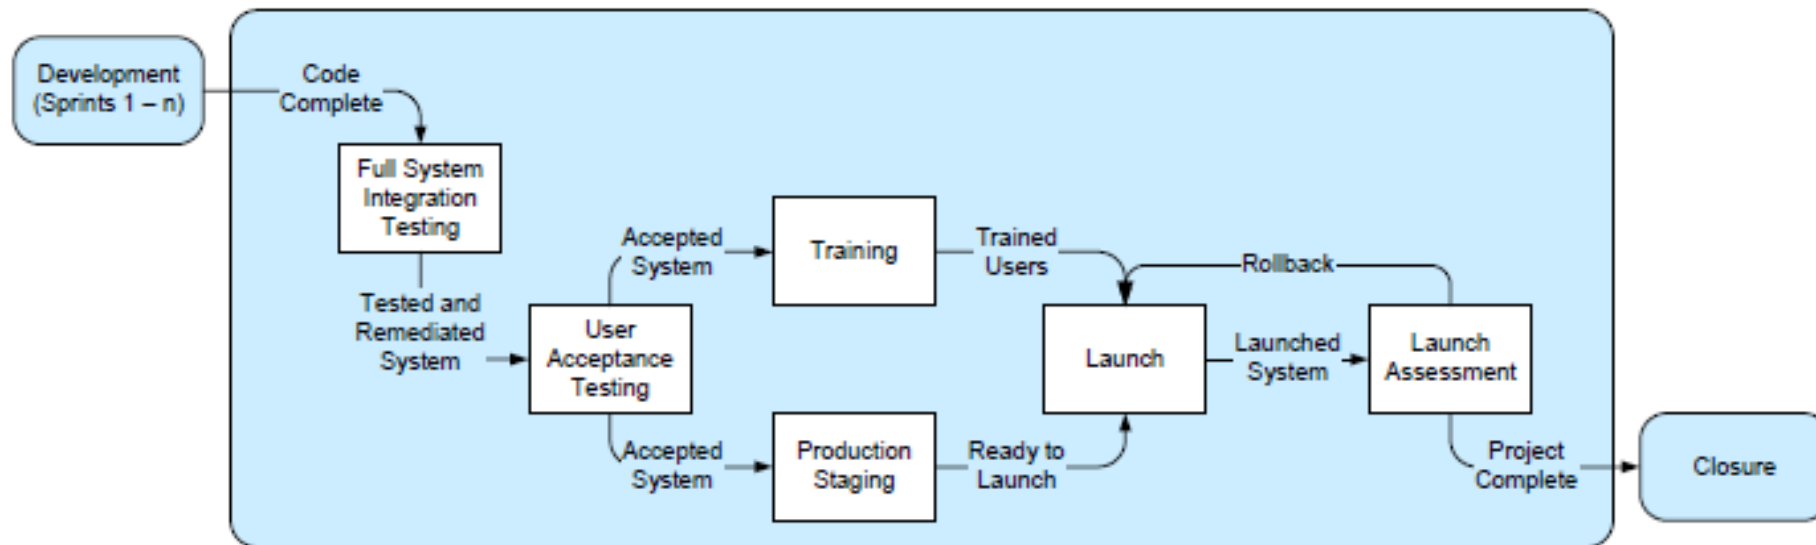 Development
(Sprints 1 – n)
Code
Complete
Full System
Integration
Testing
Tested and
Remediated
System
User
Acceptance
Testing
Accepted
System
Training
Trained
Users
Accepted
System
Production
Staging
Ready to
Launch
Launch
Rollback
Launched
System
Launch
Assessment
Project
Complete
Closure